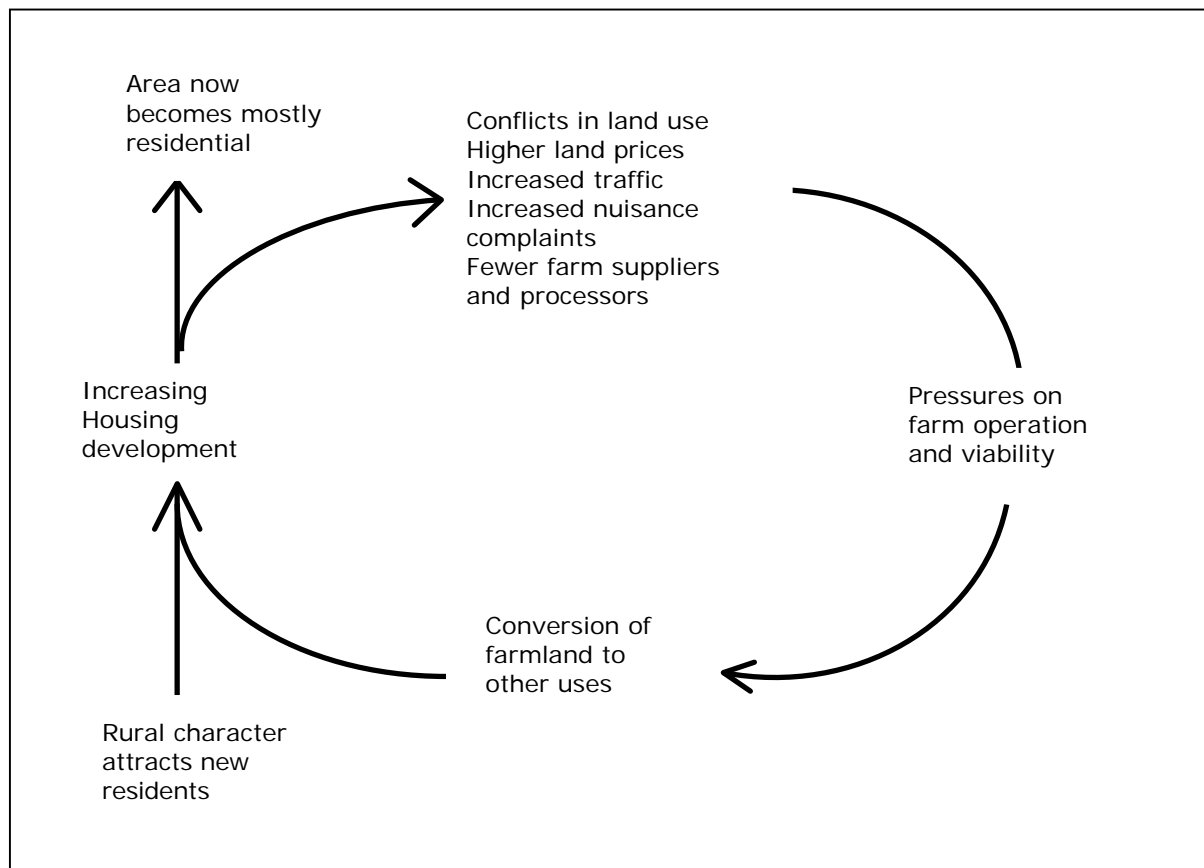 Area now
becomes mostly
residential
Conflicts in land use
Higher land prices
Increased traffic
Increased nuisance
complaints
Fewer farm suppliers
and processors
Increasing
Housing
development
Pressures on
farm operation
and viability
Conversion of
farmland to
other uses
Rural character
attracts new
residents